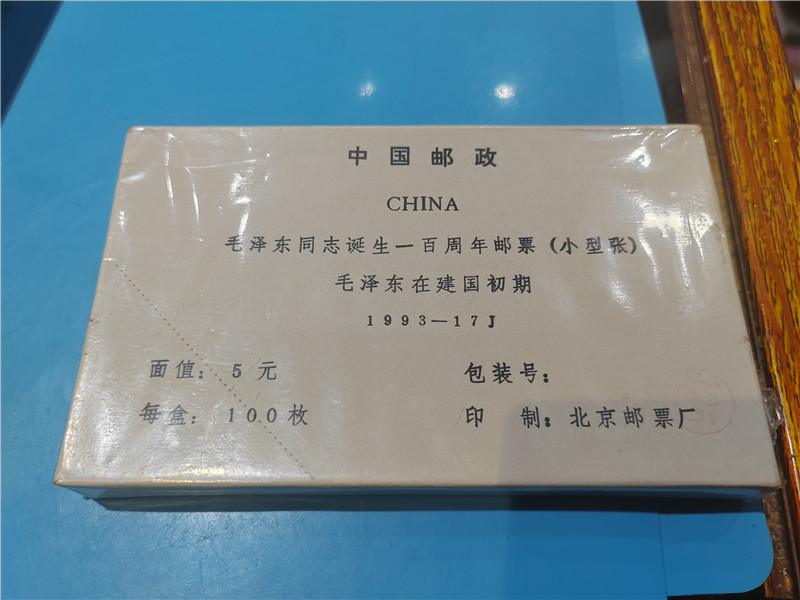 中国邮政
CHINA
毛泽东同志诞生一百周年邮票(小型张)
毛泽东在建国初期
1993—17J
面值：5元 包装号：
每盒：100枚 印 制：北京邮票厂